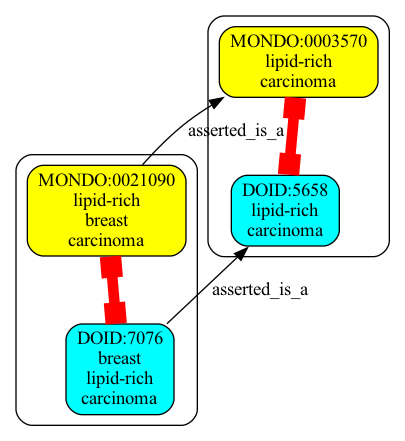 MONDO:0003570
lipid-rich
carcinoma
asserted_is_a
MONDO:0021090
lipid-rich
breast
carcinoma
DOID:5658
lipid-rich
carcinoma
asserted_is_a
DOID:7076
breast
lipid-rich
carcinoma